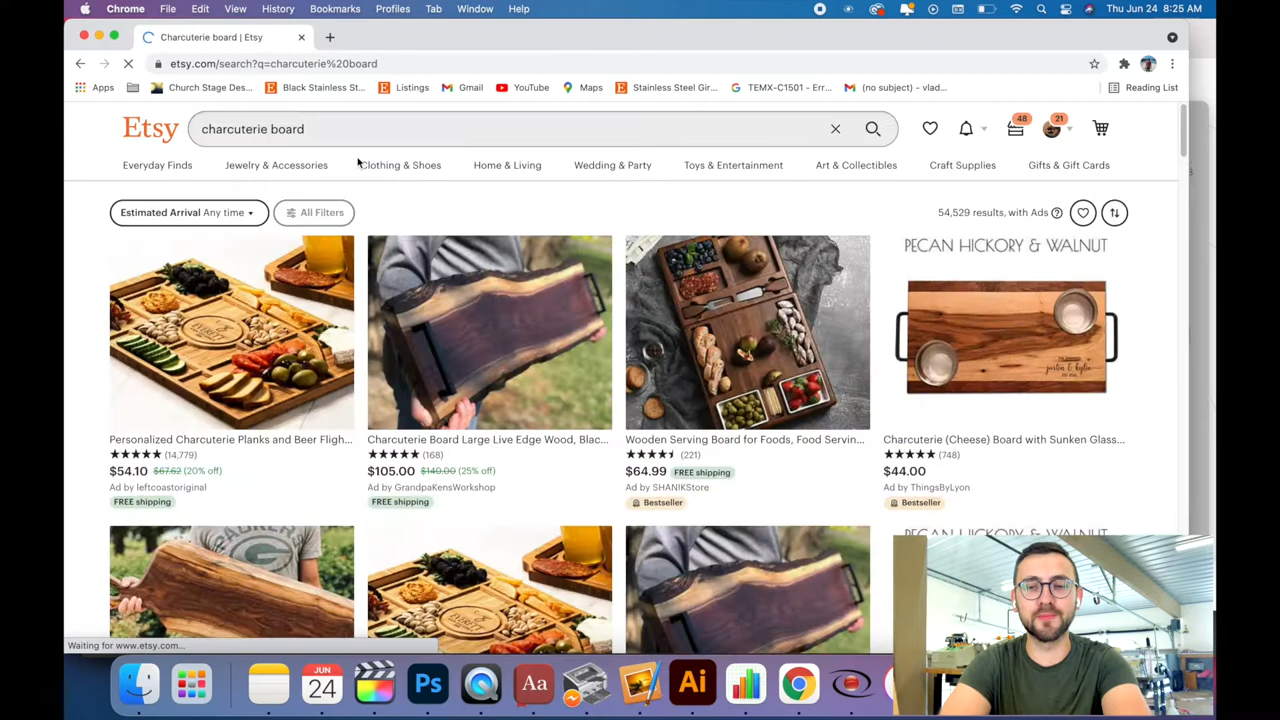 Chrome File Edit View History Bookmarks Profiles Tab Window Help Thu Jun 24 8:25 AM
Charcuterie board | Etsy
etsy.com/search?q=charcuterie%20board
Apps Church Stage Des... Black Stainless St... Listings Gmail YouTube Maps Stainless Steel Gir... TEMX-C1501 - Err... (no subject) - vlad... Reading List
Etsy charcuterie board 48 21
Everyday Finds Jewelry & Accessories Clothing & Shoes Home & Living Wedding & Party Toys & Entertainment Art & Collectibles Craft Supplies Gifts & Gift Cards
Estimated Arrival Any time All Filters 54,529 results, with Ads
PECAN HICKORY & WALNUT
justin & kylie
Personalized Charcuterie Planks and Beer Fligh... Charcuterie Board Large Live Edge Wood, Blac... Wooden Serving Board for Foods, Food Servin... Charcuterie (Cheese) Board with Sunken Glass...
(14,779) (168) (221) (748)
$54.10 $67.62 (20% off) $105.00 $140.00 (25% off) $64.99 FREE shipping $44.00
Ad by leftcoastoriginal Ad by GrandpaKensWorkshop Ad by SHANIKStore Ad by ThingsByLyon
FREE shipping FREE shipping Bestseller Bestseller
PACKERS
Waiting for www.etsy.com...
JUN
24 Ps Aa Ai